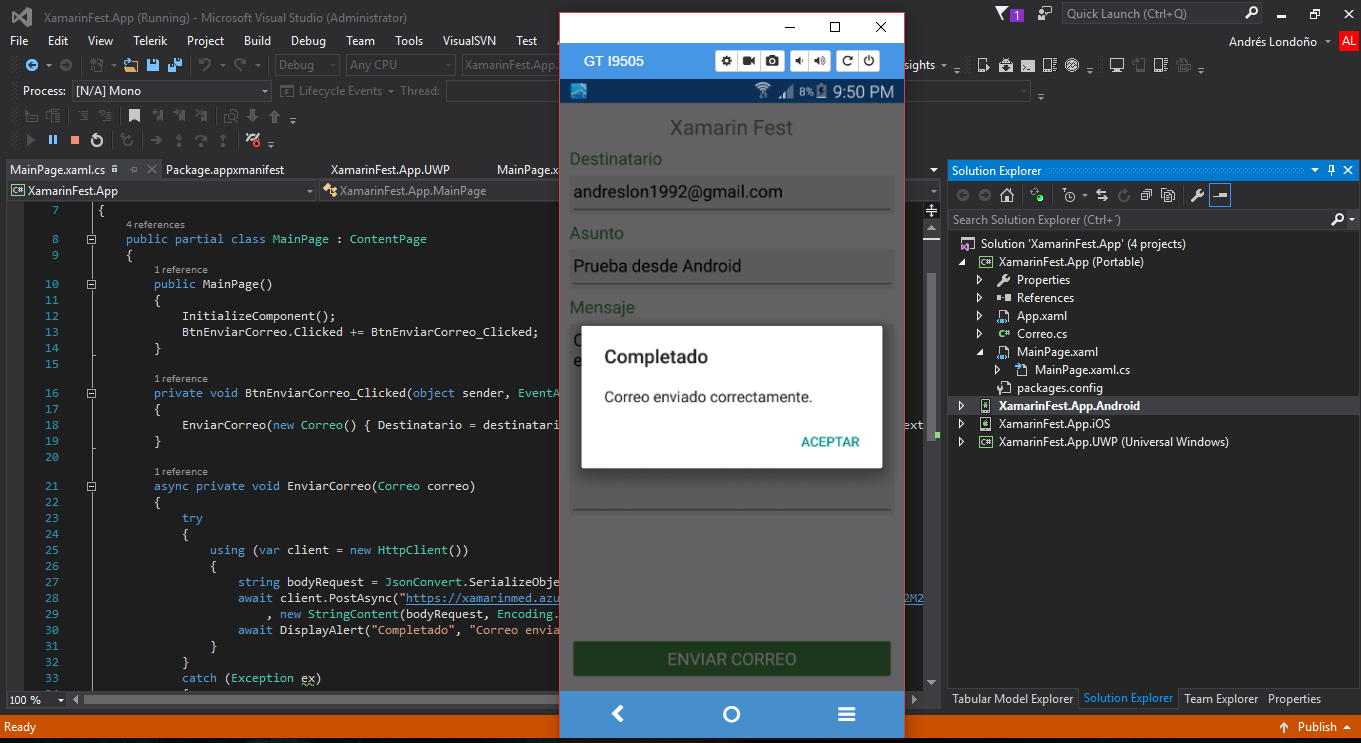 XamarinFest.App (Running) - Microsoft Visual Studio (Administrator)
1
Quick Launch (Ctrl+Q)
File Edit View Telerik Project Build Debug Team Tools VisualSVN Test
Andrés Londoño AL
Debug Any CPU XamarinFest.App.
Process: [N/A] Mono Lifecycle Events Thread:
MainPage.xaml.cs Package.appxmanifest XamarinFest.App.UWP MainPage.x
XamarinFest.App XamarinFest.App.MainPage
7 {
4 references
8 public partial class MainPage : ContentPage
9 {
1 reference
10 public MainPage()
11 {
12 InitializeComponent();
13 BtnEnviarCorreo.Clicked += BtnEnviarCorreo_Clicked;
14 }
15
1 reference
16 private void BtnEnviarCorreo_Clicked(object sender, EventA
17 {
18 EnviarCorreo(new Correo() { Destinatario = destinatari ext
19 }
20
1 reference
21 async private void EnviarCorreo(Correo correo)
22 {
23 try
24 {
25 using (var client = new HttpClient())
26 {
27 string bodyRequest = JsonConvert.SerializeObje
28 await client.PostAsync("https://xamarinmed.azu 2M2
29 , new StringContent(bodyRequest, Encoding.
30 await DisplayAlert("Completado", "Correo envia
31 }
32 }
33 catch (Exception ex)
100 %
Ready
GT I9505
8% 9:50 PM
Xamarin Fest
Destinatario
andreslon1992@gmail.com
Asunto
Prueba desde Android
Mensaje
Completado
Correo enviado correctamente.
ACEPTAR
ENVIAR CORREO
sights
Solution Explorer
Search Solution Explorer (Ctrl+´)
Solution 'XamarinFest.App' (4 projects)
XamarinFest.App (Portable)
Properties
References
App.xaml
Correo.cs
MainPage.xaml
MainPage.xaml.cs
packages.config
XamarinFest.App.Android
XamarinFest.App.iOS
XamarinFest.App.UWP (Universal Windows)
Tabular Model Explorer Solution Explorer Team Explorer Properties
Publish